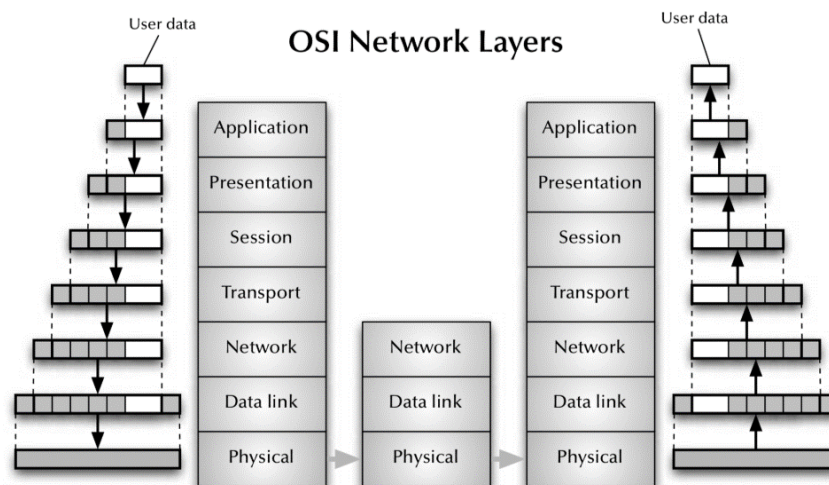 User data
OSI Network Layers
User data
Application
Presentation
Session
Transport
Network
Data link
Physical
Network
Data link
Physical
Application
Presentation
Session
Transport
Network
Data link
Physical